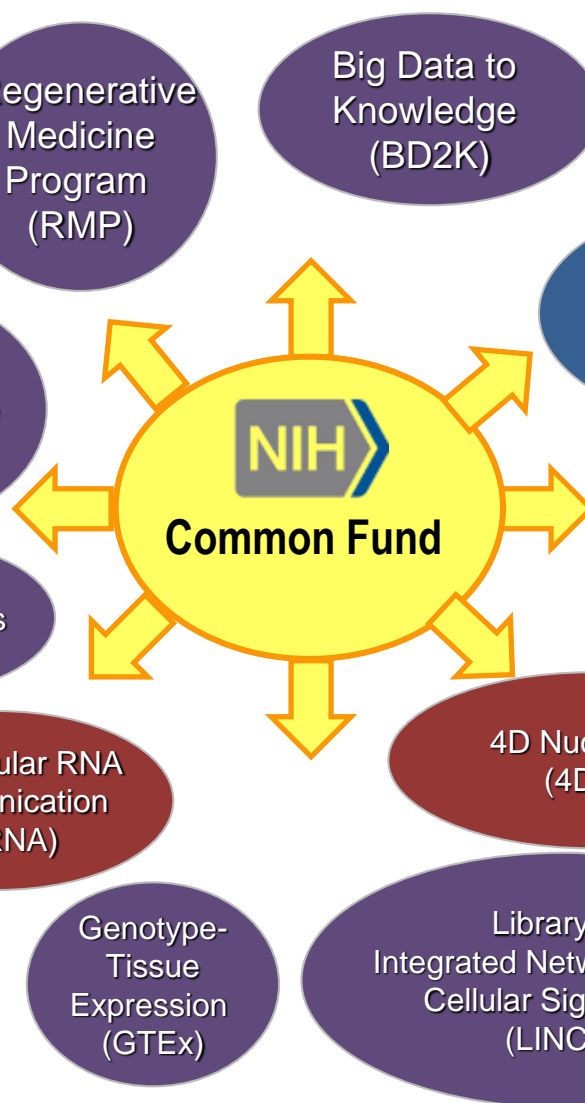 Big Data to
Knowledge
(BD2K)
egenerative
Medicine
Program
(RMP)
NIH
Common Fund
s
ular RNA
nication
NA)
4D Nuc
(4D
Genotype-
Tissue
Expression
(GTEx)
Library
Integrated Netw
Cellular Sig
(LINC